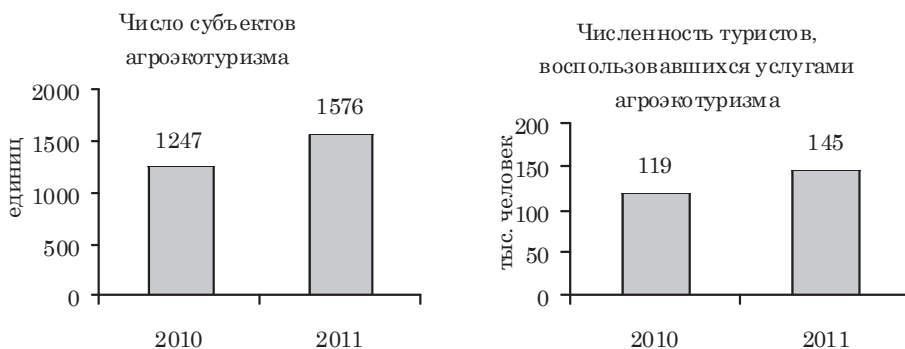 Число субъектов
агроэкотуризма
2000
1500
1000
500
0
единиц
1247
1576
2010
2011
Численность туристов,
воспользовавшихся услугами
агроэкотуризма
200
150
100
50
0
тыс. человек
119
145
2010
2011